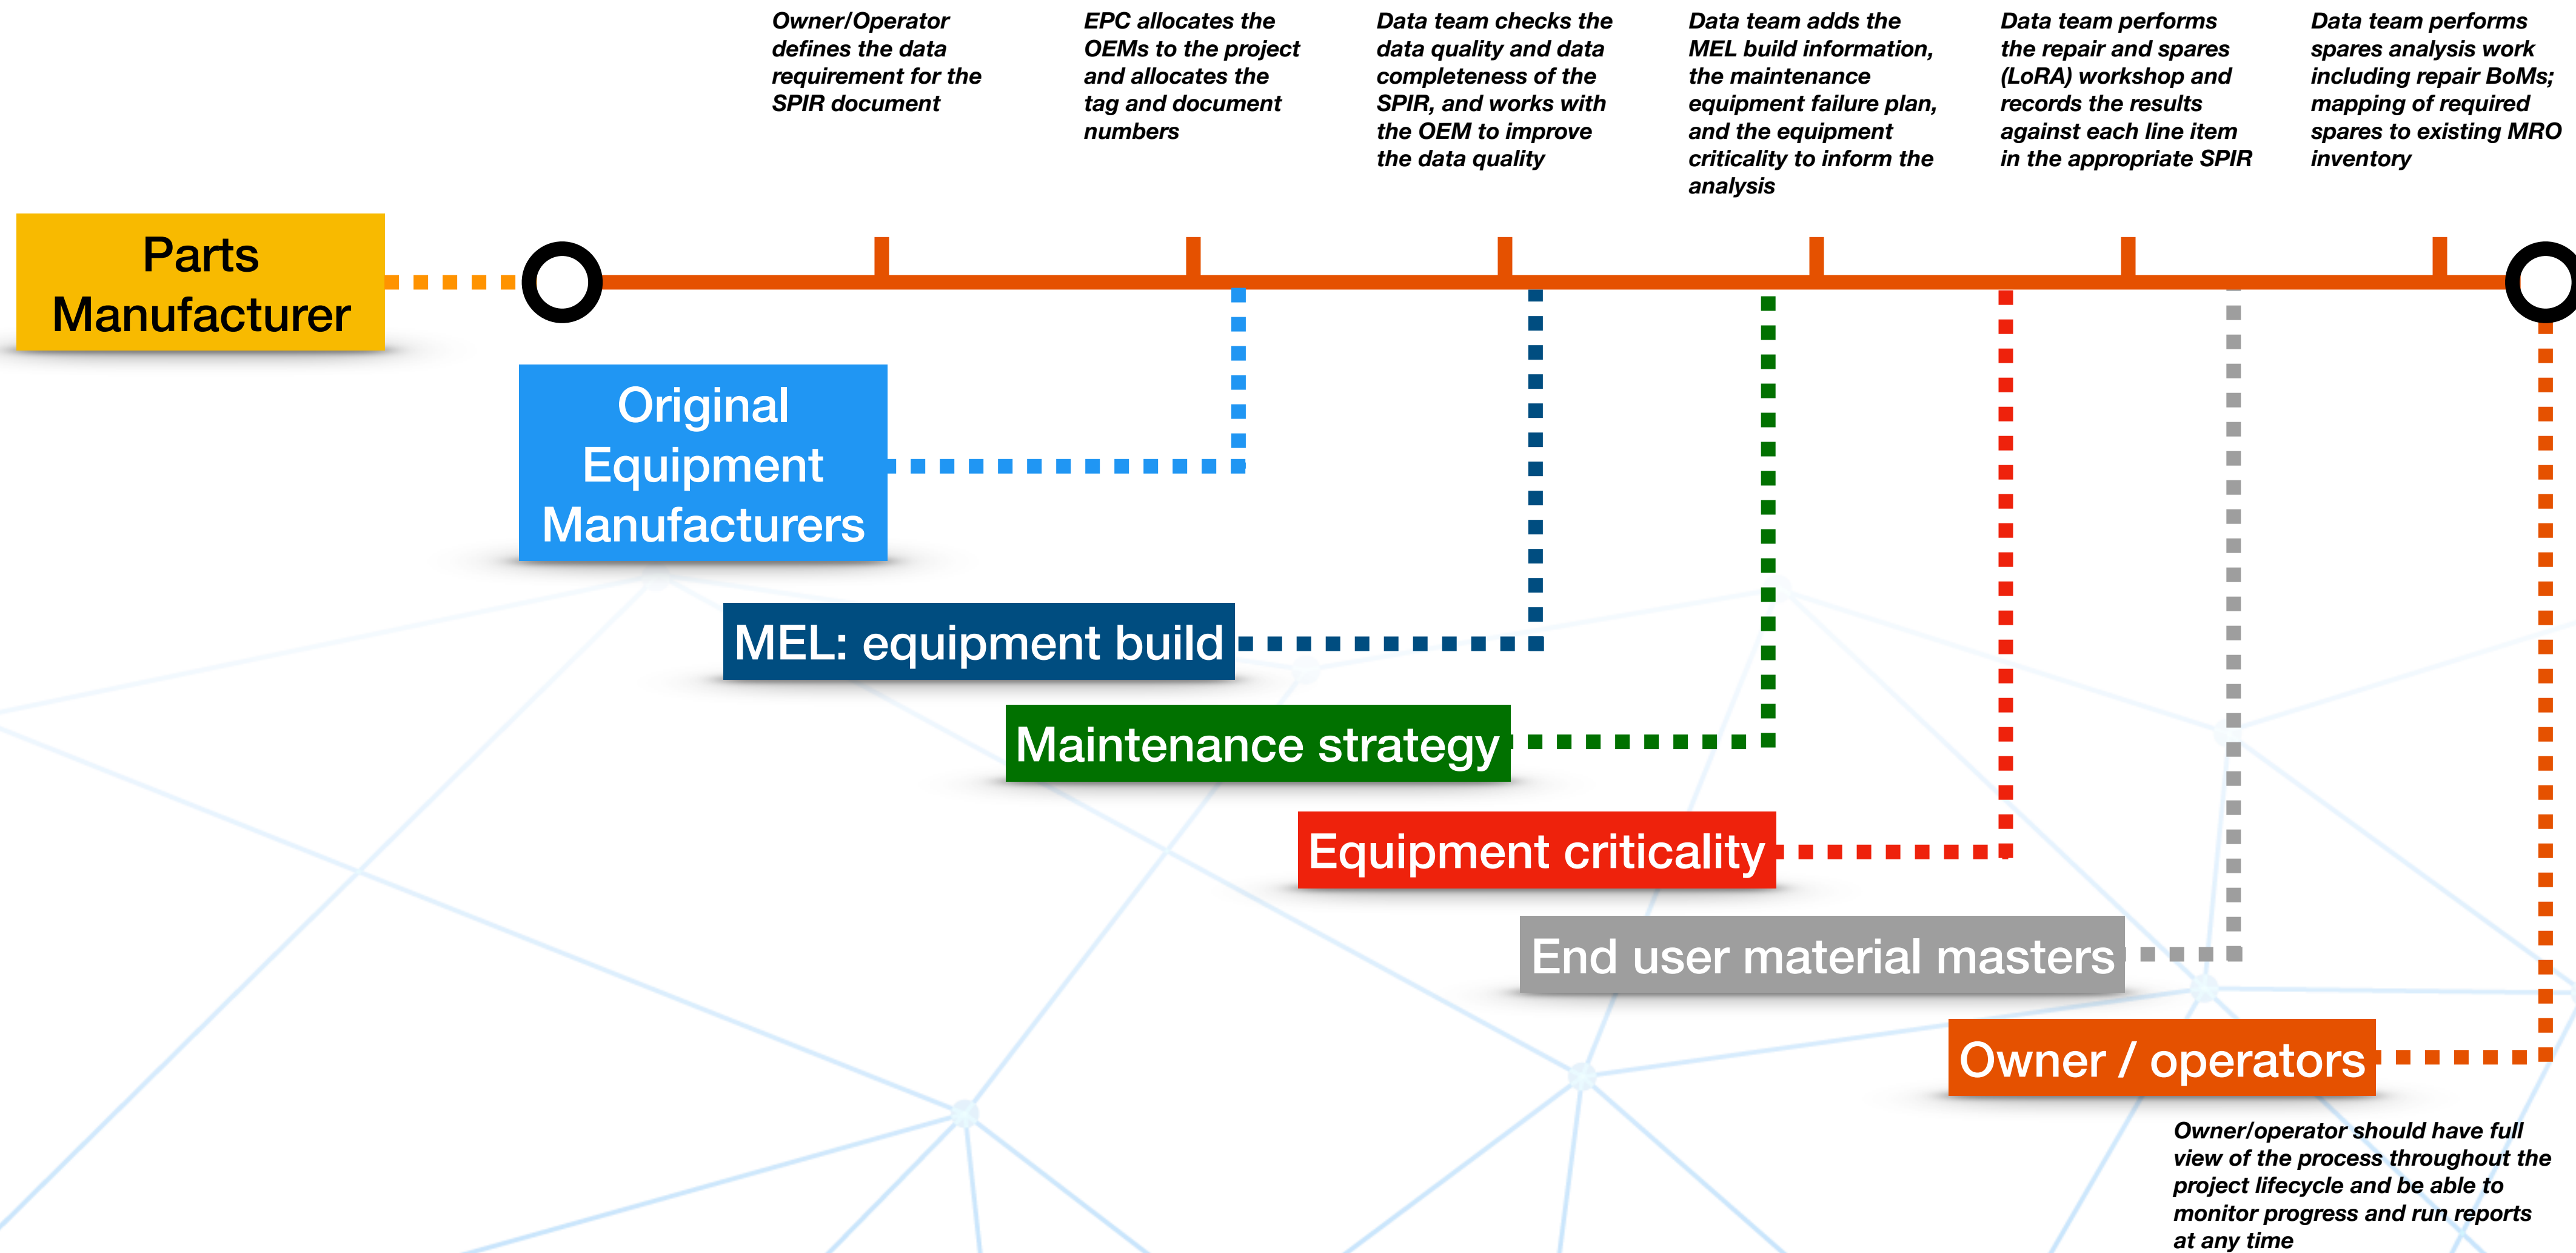 Owner/Operator
defines the data
requirement for the
SPIR document
EPC allocates the
OEMs to the project
and allocates the
tag and document
numbers
Data team checks the
data quality and data
completeness of the
SPIR, and works with
the OEM to improve
the data quality
Data team adds the
MEL build information,
the maintenance
equipment failure plan,
and the equipment
criticality to inform the
analysis
Data team performs
the repair and spares
(LoRA) workshop and
records the results
against each line item
in the appropriate SPIR
Data team performs
spares analysis work
including repair BoMs;
mapping of required
spares to existing MRO
inventory
Parts
Manufacturer
Original
Equipment
Manufacturers
MEL: equipment build
Maintenance strategy
Equipment criticality
End user material masters
Owner / operators
Owner/operator should have full
view of the process throughout the
project lifecycle and be able to
monitor progress and run reports
at any time